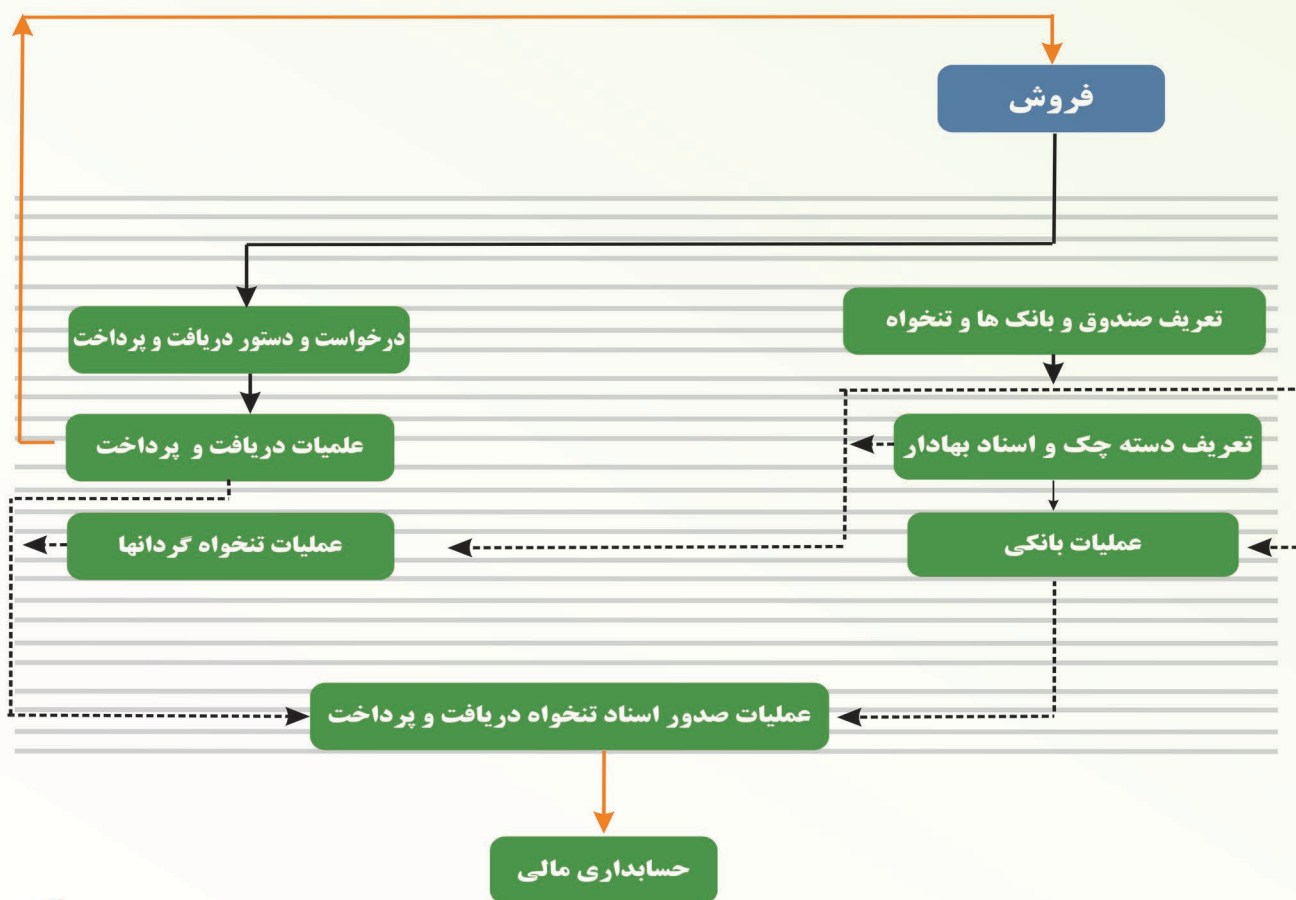 فروش
تعریف صندوق و بانک ها و تنخواه
درخواست و دستور دریافت و پرداخت
تعریف دسته چک و اسناد بهادار
علمیات دریافت و پرداخت
عملیات بانکی
عملیات تنخواه گردانها
عملیات صدور اسناد تنخواه دریافت و پرداخت
حسابداری مالی